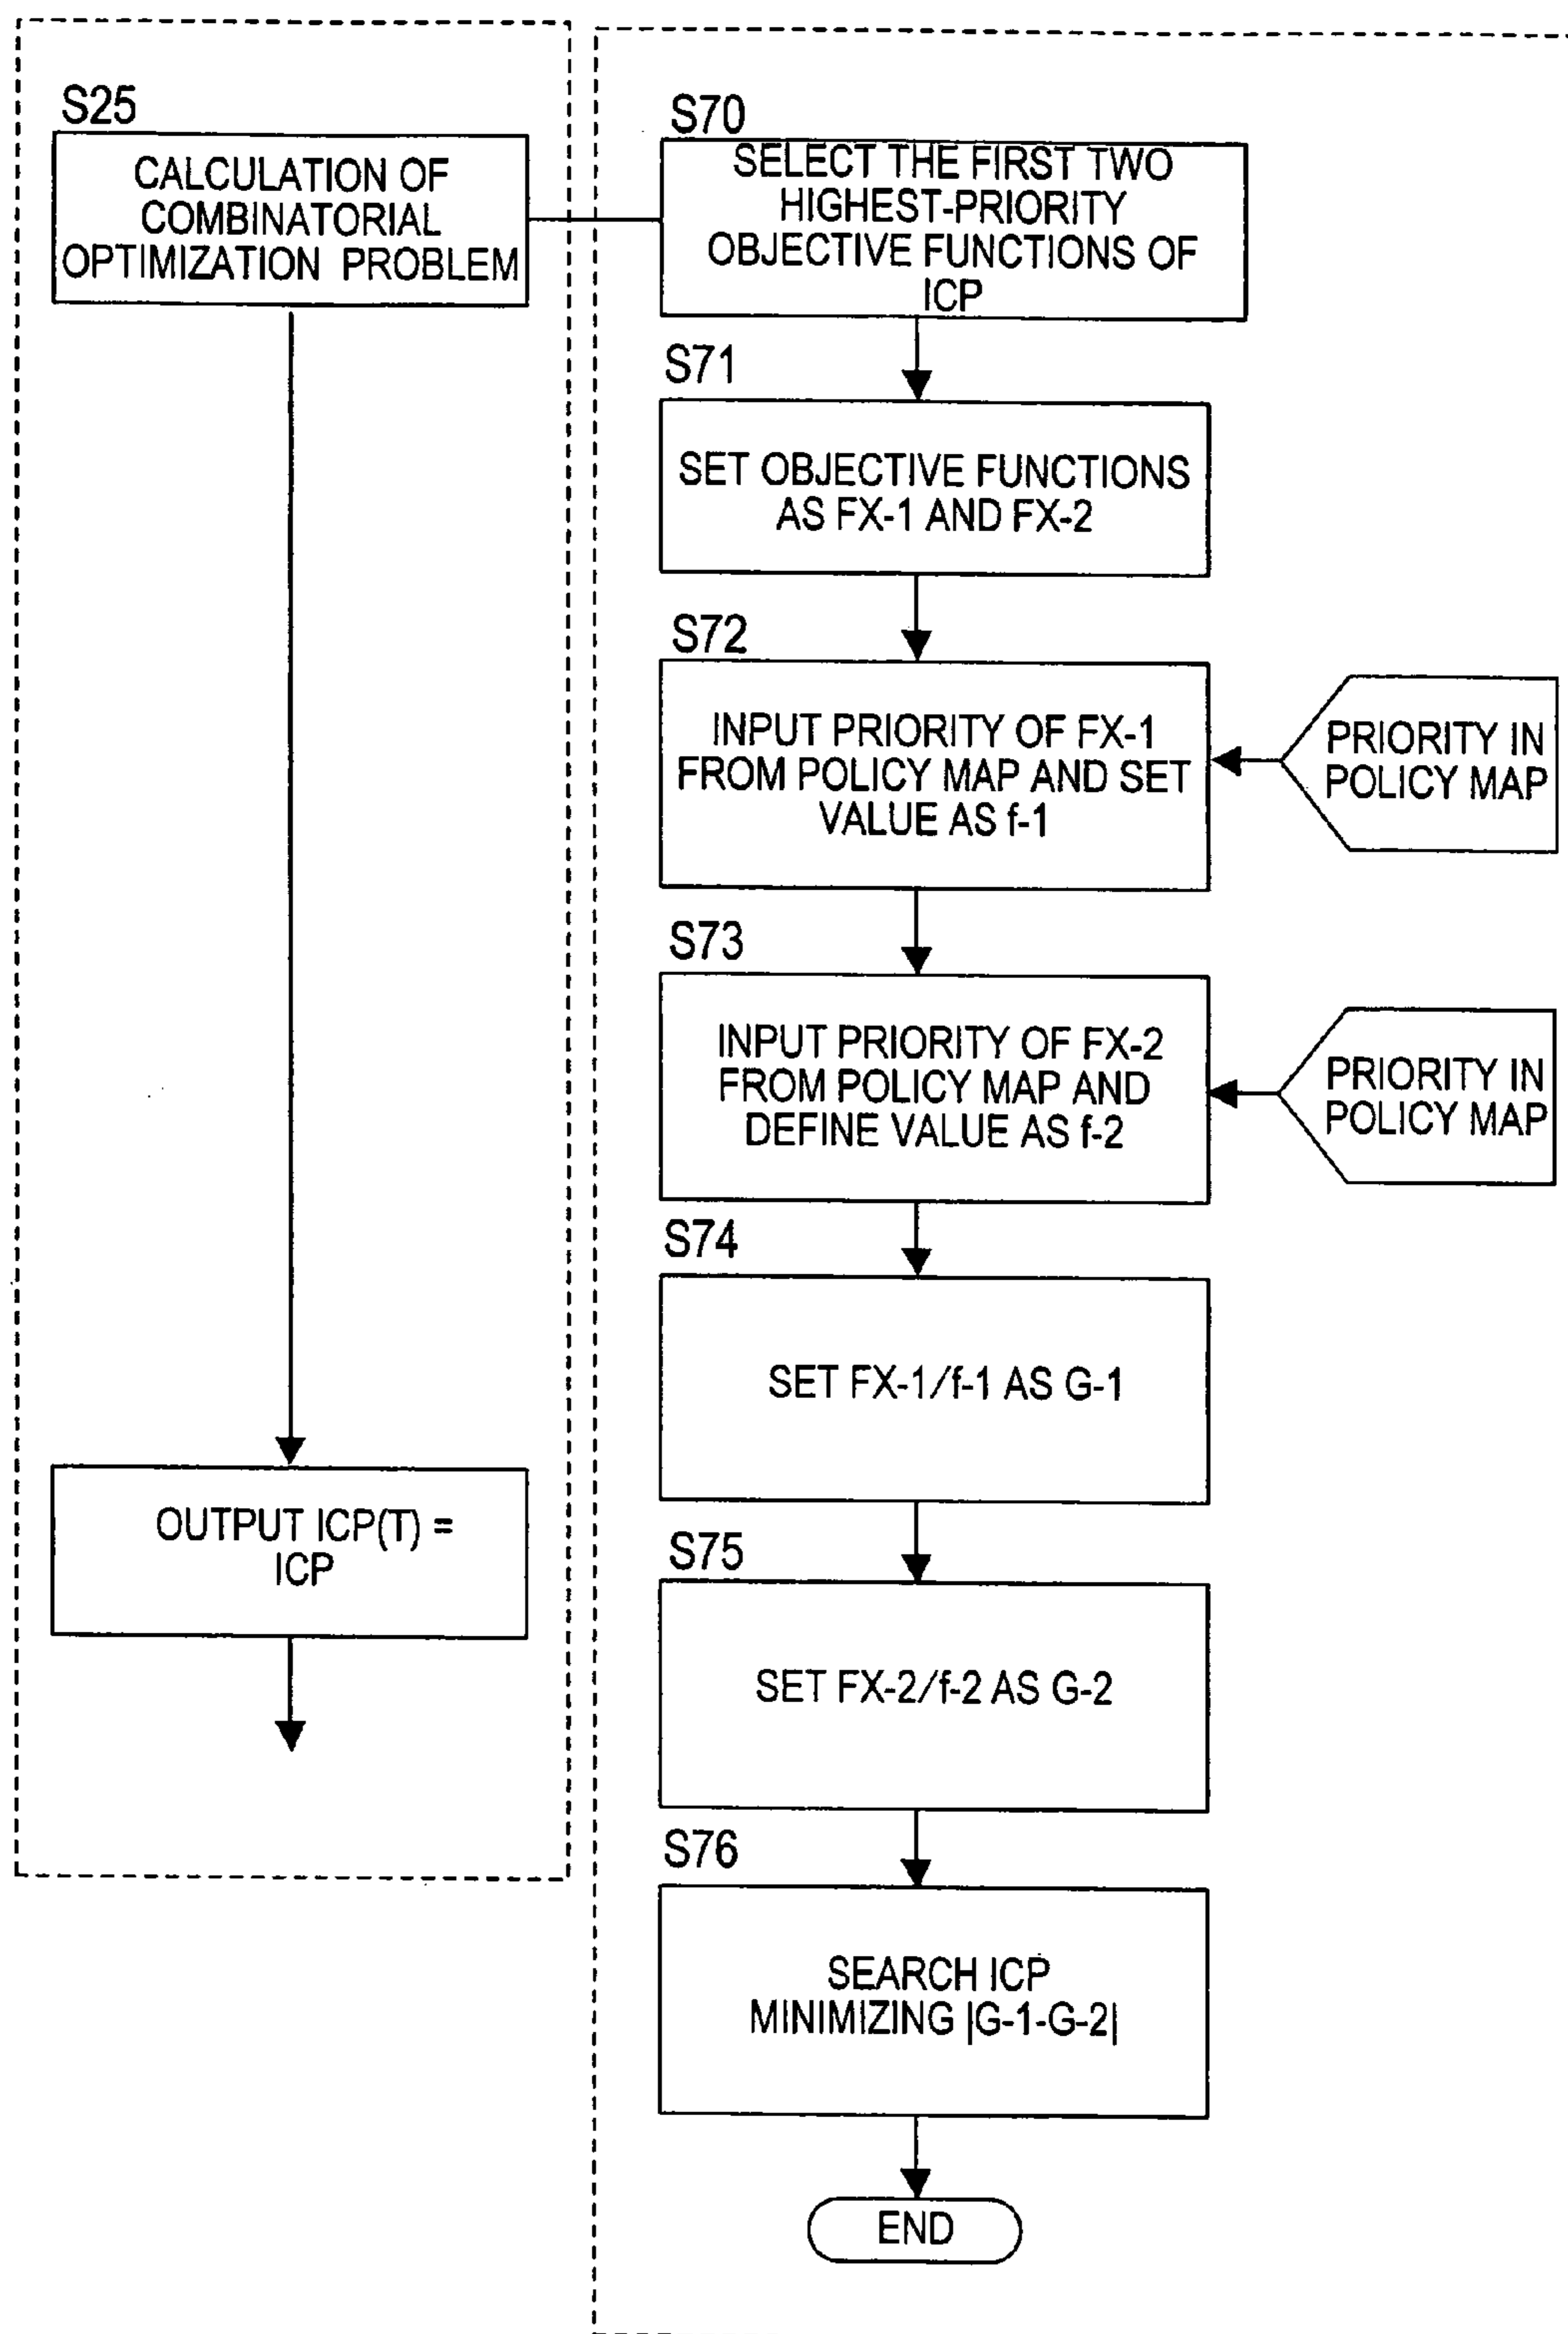 S25
CALCULATION OF
COMBINATORIAL
OPTIMIZATION PROBLEM
OUTPUT ICP(T) =
ICP
S70
SELECT THE FIRST TWO
HIGHEST-PRIORITY
OBJECTIVE FUNCTIONS OF
ICP
S71
SET OBJECTIVE FUNCTIONS
AS FX-1 AND FX-2
S72
INPUT PRIORITY OF FX-1
FROM POLICY MAP AND SET
VALUE AS f-1
PRIORITY IN
POLICY MAP
S73
INPUT PRIORITY OF FX-2
FROM POLICY MAP AND
DEFINE VALUE AS f-2
PRIORITY IN
POLICY MAP
S74
SET FX-1/f-1 AS G-1
S75
SET FX-2/f-2 AS G-2
S76
SEARCH ICP
MINIMIZING |G-1-G-2|
END